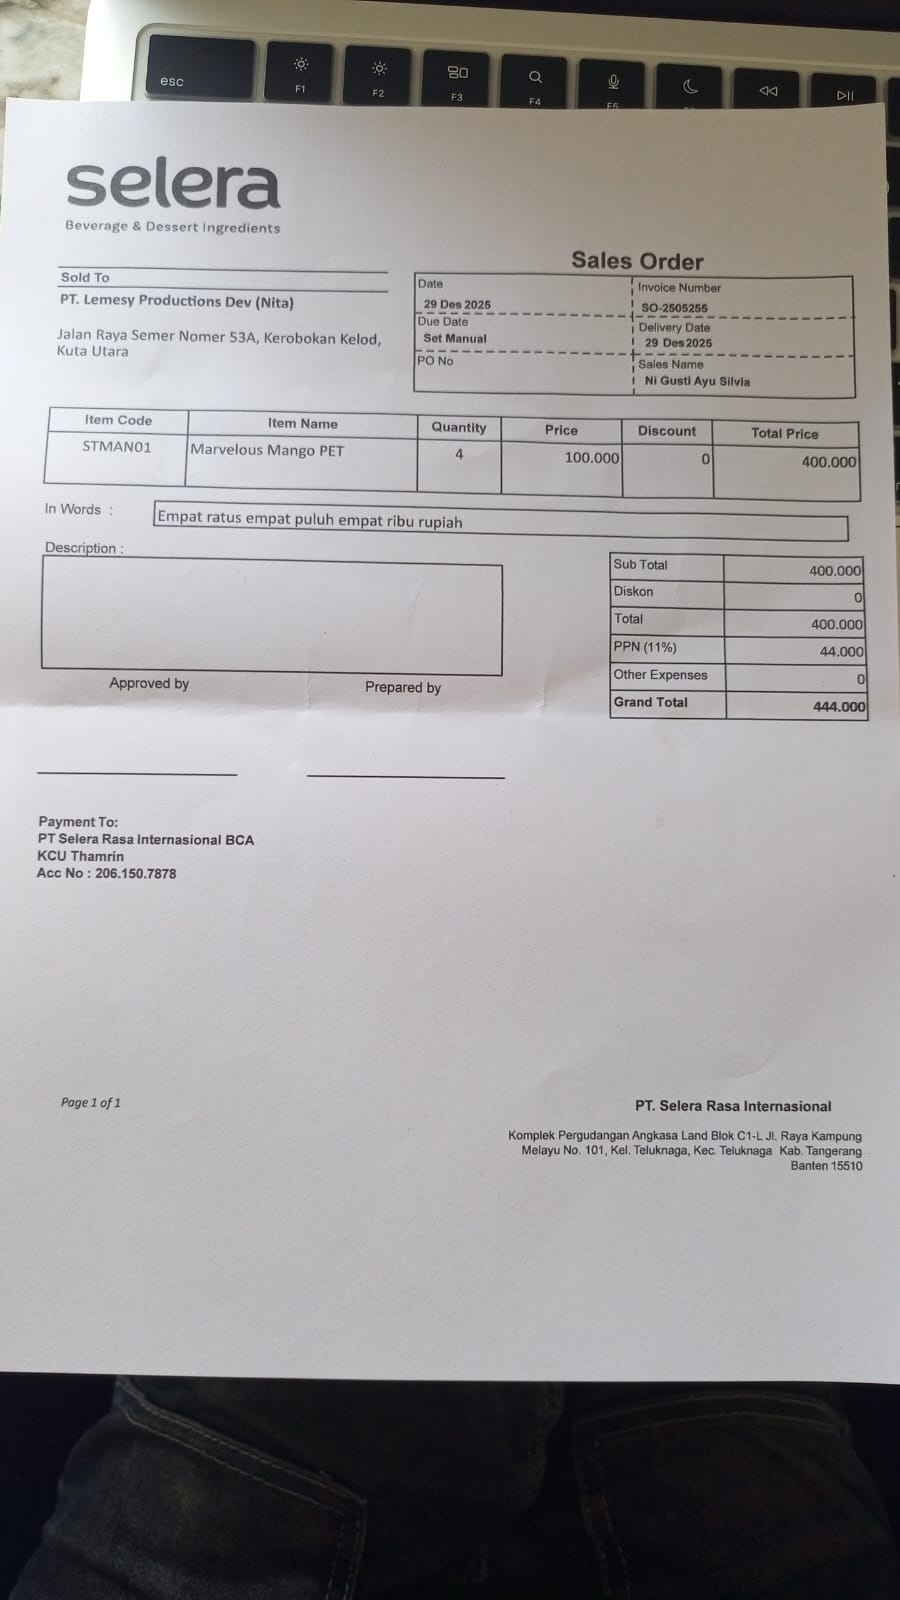 esc
F1
F2
F3
F4
F5
selera
Beverage & Dessert Ingredients
Sales Order
Sold To
PT. Lemesy Productions Dev (Nita)
Jalan Raya Semer Nomer 53A, Kerobokan Kelod,
Kuta Utara
Date
29 Des 2025
Invoice Number
SO-2505255
Due Date
Set Manual
Delivery Date
29 Des 2025
PO No
Sales Name
Ni Gusti Ayu Silvia
Item Code Item Name Quantity Price Discount Total Price
STMAN01 Marvelous Mango PET 4 100.000 0 400.000
In Words : Empat ratus empat puluh empat ribu rupiah
Description :
Sub Total 400.000
Diskon 0
Total 400.000
PPN (11%) 44.000
Other Expenses 0
Grand Total 444.000
Approved by Prepared by
Payment To:
PT Selera Rasa Internasional BCA
KCU Thamrin
Acc No : 206.150.7878
Page 1 of 1
PT. Selera Rasa Internasional
Komplek Pergudangan Angkasa Land Blok C1-L Jl. Raya Kampung
Melayu No. 101, Kel. Teluknaga, Kec. Teluknaga Kab. Tangerang
Banten 15510